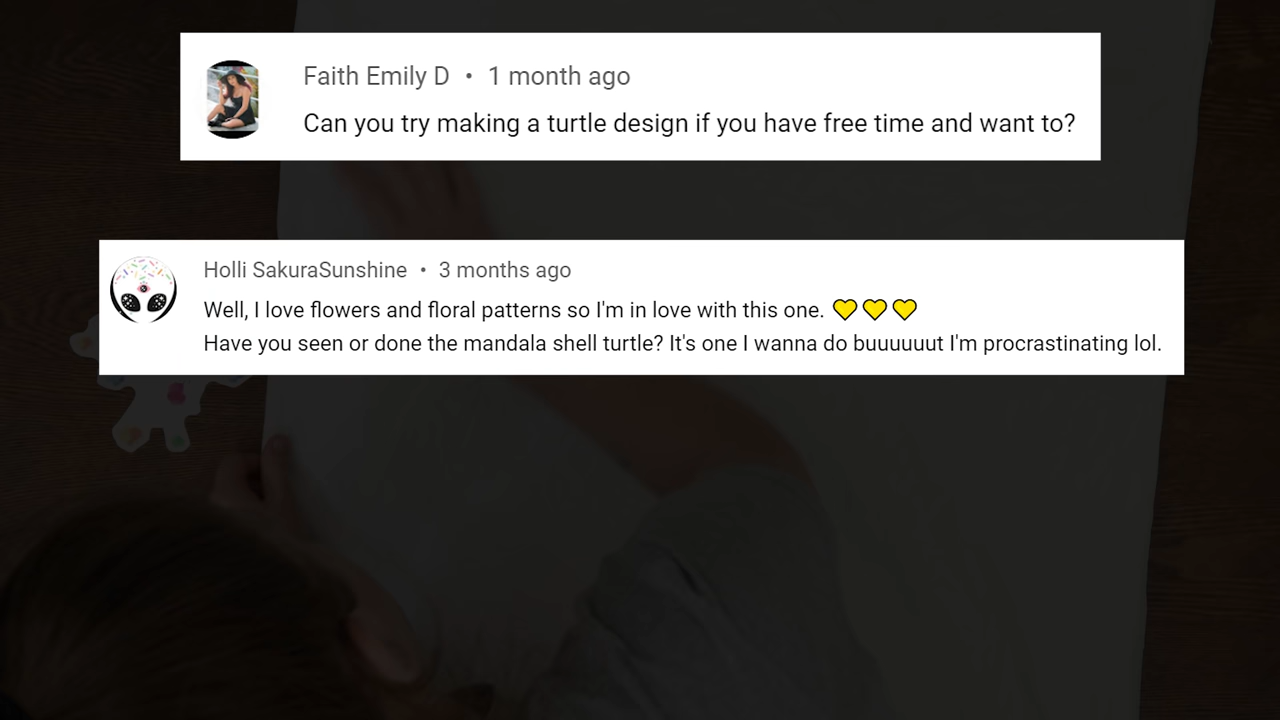 Faith Emily D • 1 month ago
Can you try making a turtle design if you have free time and want to?
Holli SakuraSunshine • 3 months ago
Well, I love flowers and floral patterns so I'm in love with this one. 💛💛💛
Have you seen or done the mandala shell turtle? It's one I wanna do buuuuuut I'm procrastinating lol.